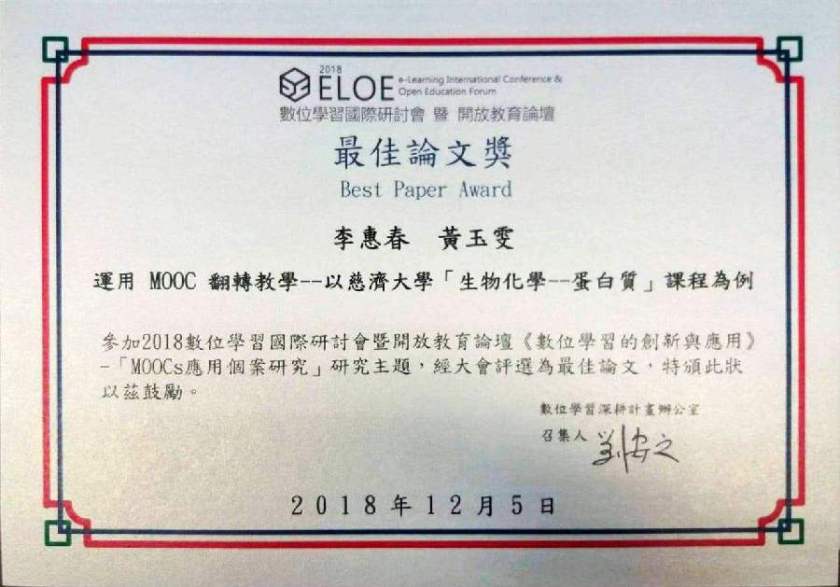 2018
ELOE e-Learning International Conference &
Open Education Forum
數位學習國際研討會 暨 開放教育論壇
最佳論文獎
Best Paper Award
李惠春 黃玉雯
運用 MOOC 翻轉教學--以慈濟大學「生物化學--蛋白質」課程為例
參加2018數位學習國際研討會暨開放教育論壇《數位學習的創新與應用》
-「MOOCs應用個案研究」研究主題，經大會評選為最佳論文，特頒此狀
以茲鼓勵。
數位學習深耕計畫辦公室
召集人 劉安之
2018年12月5日